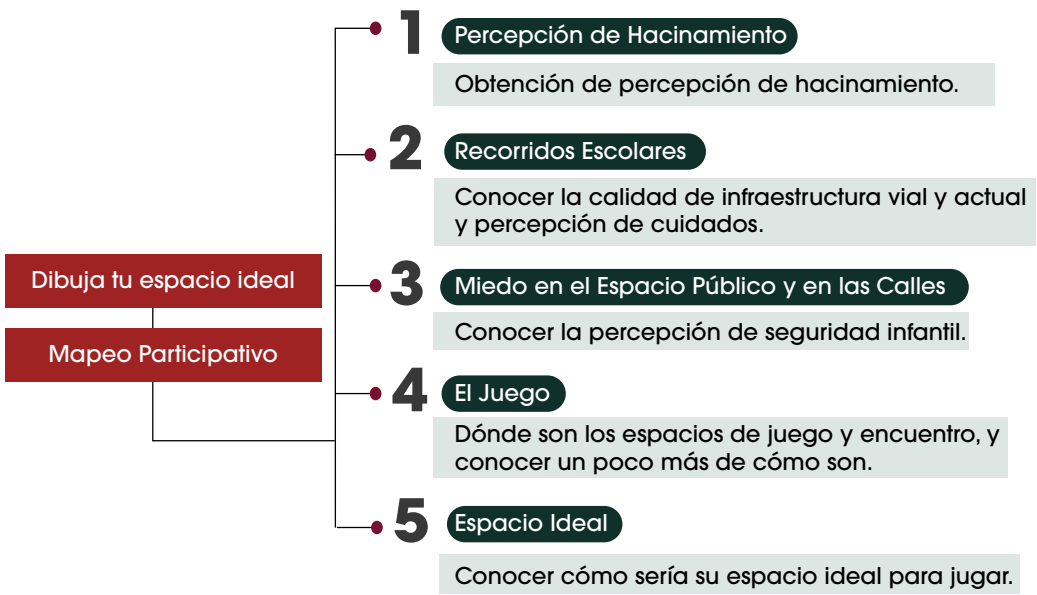 Dibuja tu espacio ideal
Mapeo Participativo
1 Percepción de Hacinamiento
Obtención de percepción de hacinamiento.
2 Recorridos Escolares
Conocer la calidad de infraestructura vial y actual
y percepción de cuidados.
3 Miedo en el Espacio Público y en las Calles
Conocer la percepción de seguridad infantil.
4 El Juego
Dónde son los espacios de juego y encuentro, y
conocer un poco más de cómo son.
5 Espacio Ideal
Conocer cómo sería su espacio ideal para jugar.